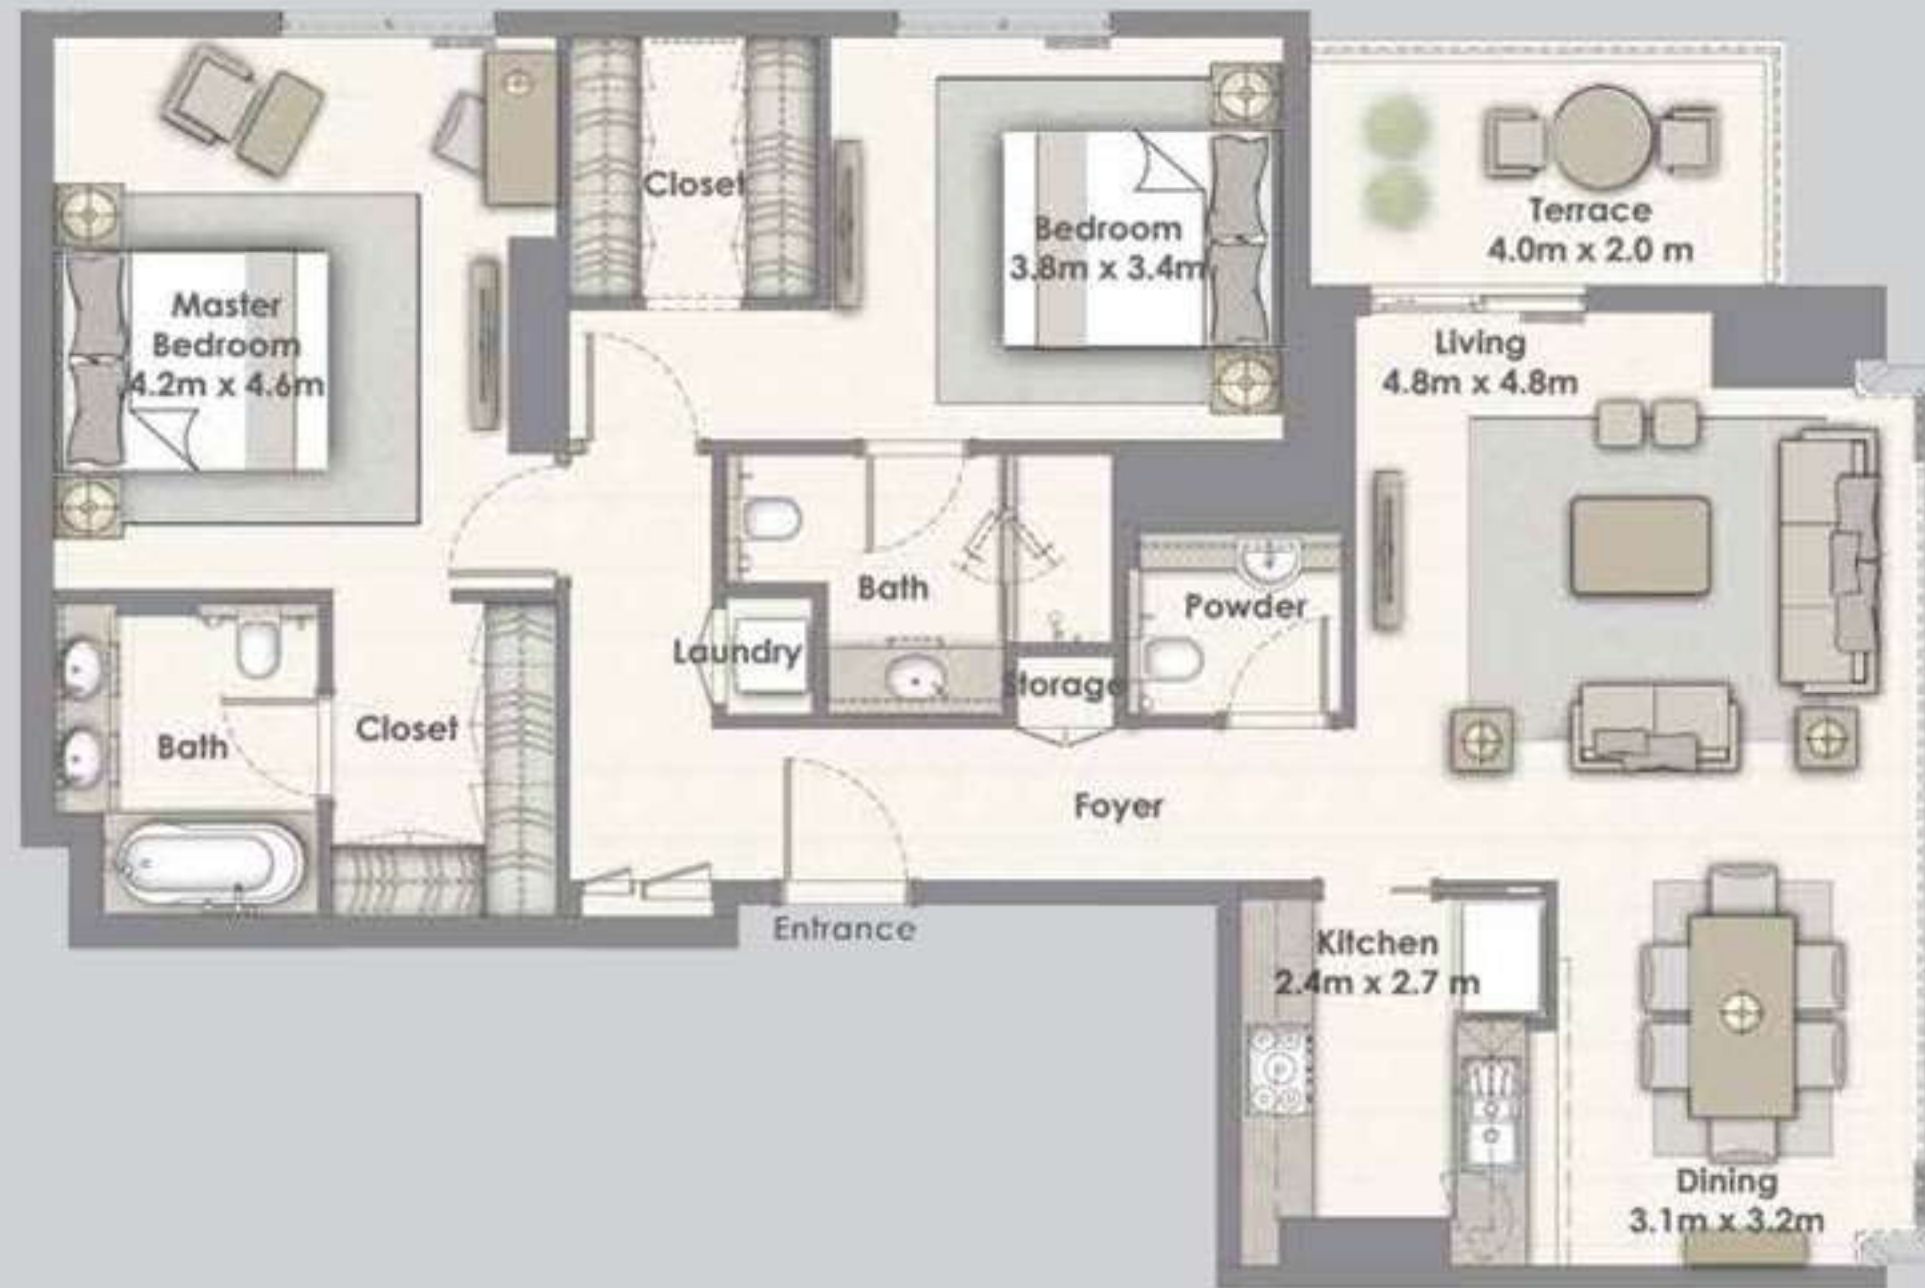 Closet
Bedroom
3.8m x 3.4m
Terrace
4.0m x 2.0 m
Master
Bedroom
4.2m x 4.6m
Living
4.8m x 4.8m
Bath
Powder
Laundry
Storage
Closet
Bath
Foyer
Entrance
Kitchen
2.4m x 2.7 m
Dining
3.1m x 3.2m